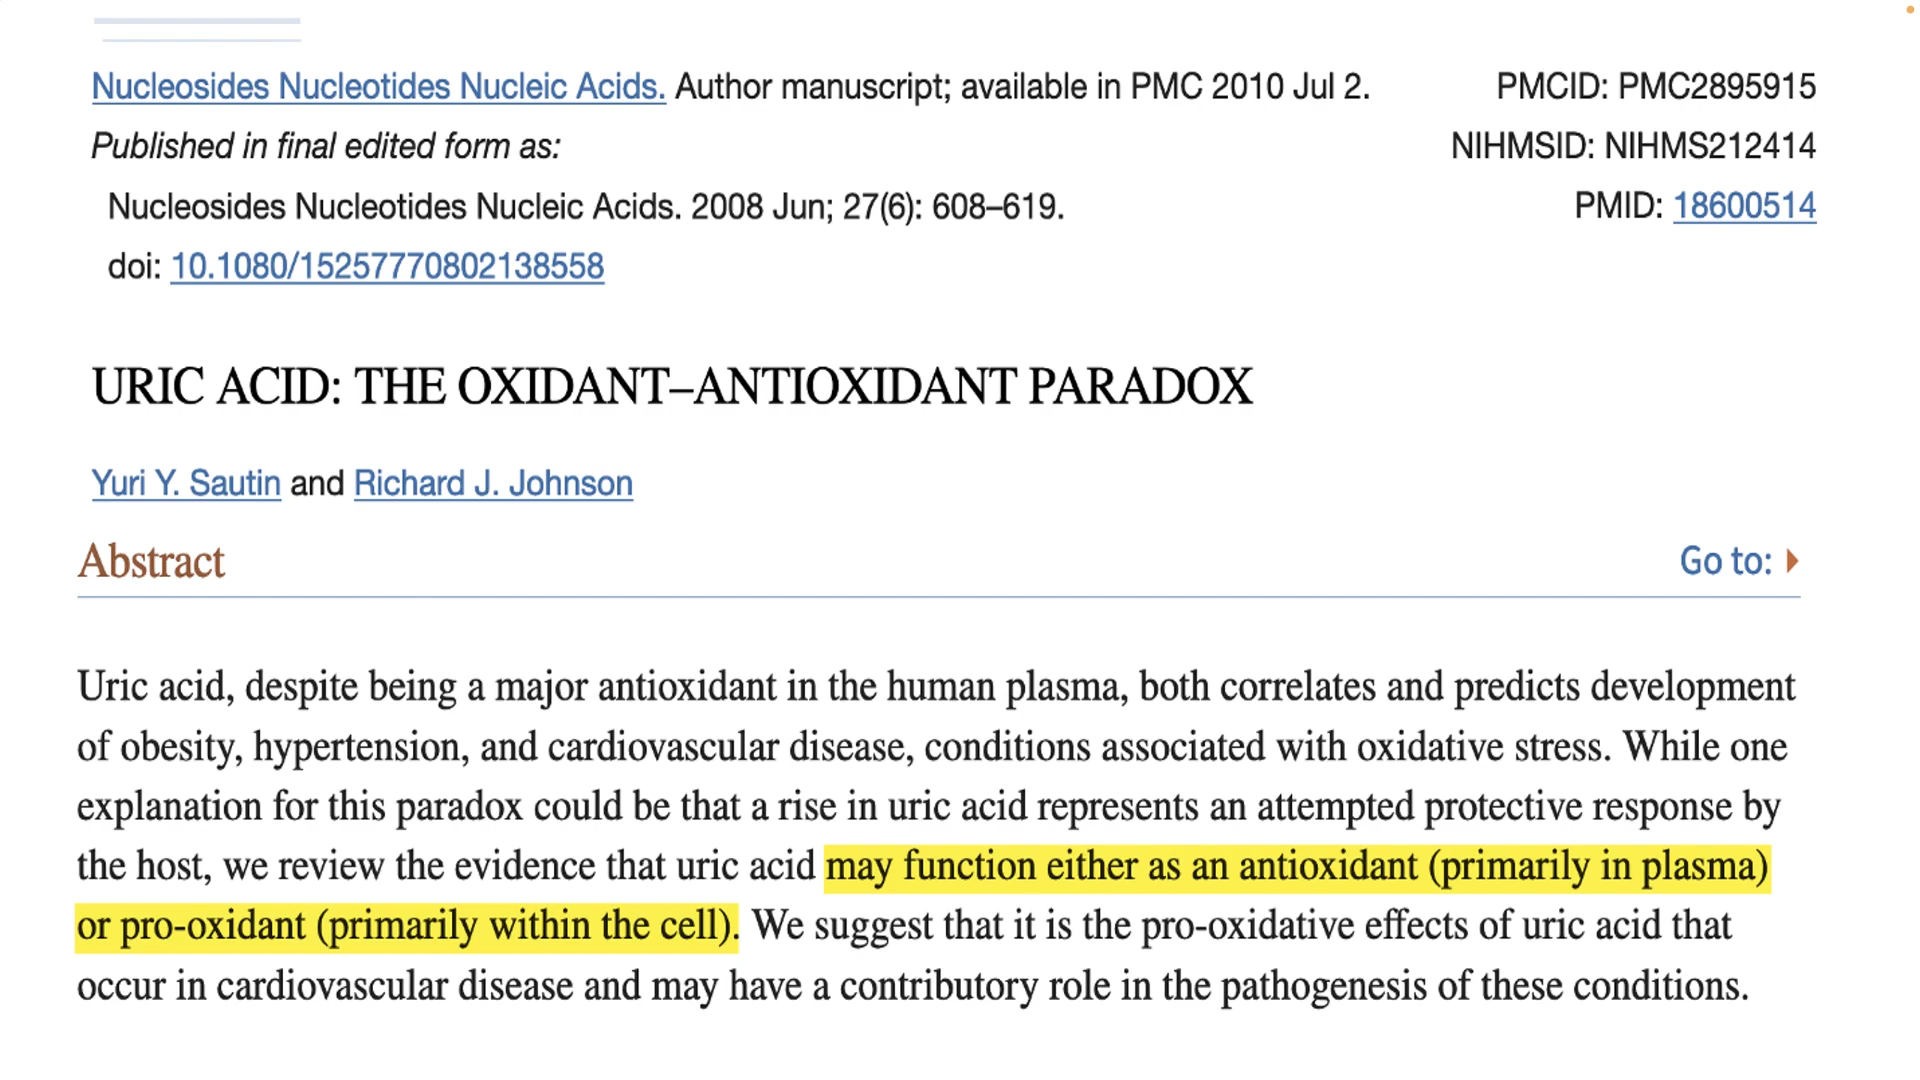 Nucleosides Nucleotides Nucleic Acids. Author manuscript; available in PMC 2010 Jul 2.
Published in final edited form as:
Nucleosides Nucleotides Nucleic Acids. 2008 Jun; 27(6): 608–619.
doi: 10.1080/15257770802138558
PMCID: PMC2895915
NIHMSID: NIHMS212414
PMID: 18600514
URIC ACID: THE OXIDANT–ANTIOXIDANT PARADOX
Yuri Y. Sautin and Richard J. Johnson
Abstract
Go to:
Uric acid, despite being a major antioxidant in the human plasma, both correlates and predicts development
of obesity, hypertension, and cardiovascular disease, conditions associated with oxidative stress. While one
explanation for this paradox could be that a rise in uric acid represents an attempted protective response by
the host, we review the evidence that uric acid may function either as an antioxidant (primarily in plasma)
or pro-oxidant (primarily within the cell). We suggest that it is the pro-oxidative effects of uric acid that
occur in cardiovascular disease and may have a contributory role in the pathogenesis of these conditions.